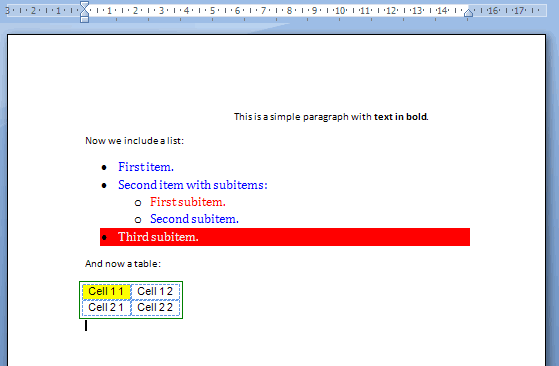 3 2 1 1 2 3 4 5 6 7 8 9 10 11 12 13 14 16 17
This is a simple paragraph with text in bold.
Now we include a list:
• First item.
• Second item with subitems:
o First subitem.
o Second subitem.
• Third subitem.
And now a table:
Cell 1 1 Cell 1 2
Cell 2 1 Cell 2 2